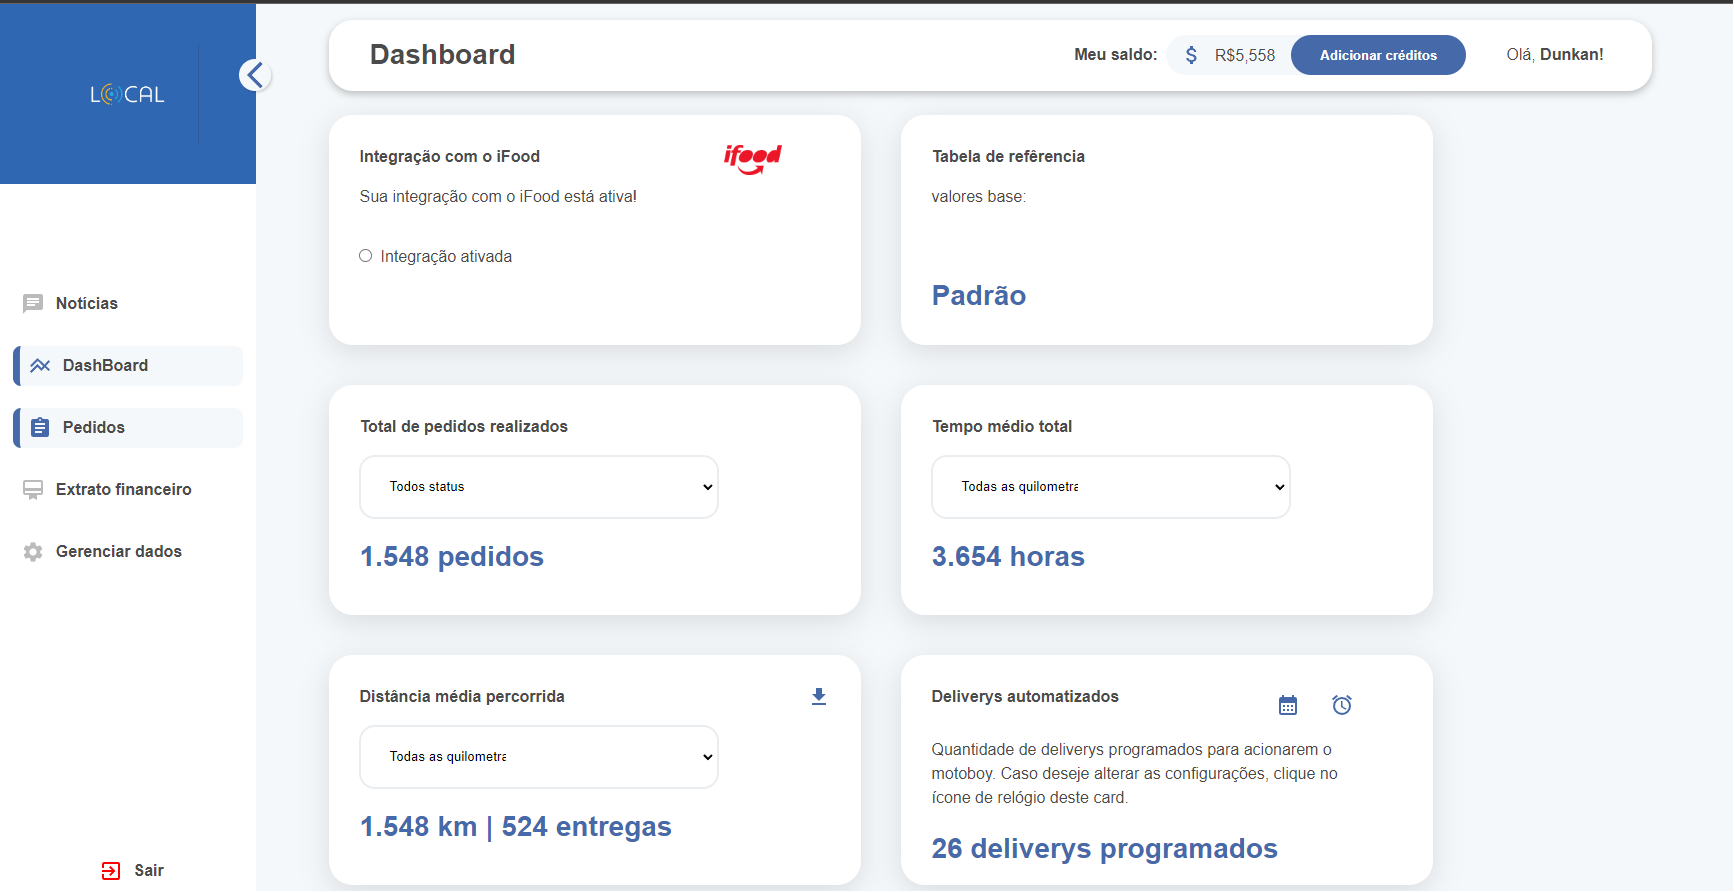 LOCAL
Notícias
DashBoard
Pedidos
Extrato financeiro
Gerenciar dados
Sair
Dashboard
Meu saldo:
$ R$5,558
Adicionar créditos
Olá, Dunkan!
Integração com o iFood
ifood
Sua integração com o iFood está ativa!
Integração ativada
Tabela de refêrencia
valores base:
Padrão
Total de pedidos realizados
Todos status
1.548 pedidos
Tempo médio total
Todas as quilometra
3.654 horas
Distância média percorrida
Todas as quilometra
1.548 km | 524 entregas
Deliverys automatizados
Quantidade de deliverys programados para acionarem o
motoboy. Caso deseje alterar as configurações, clique no
ícone de relógio deste card.
26 deliverys programados